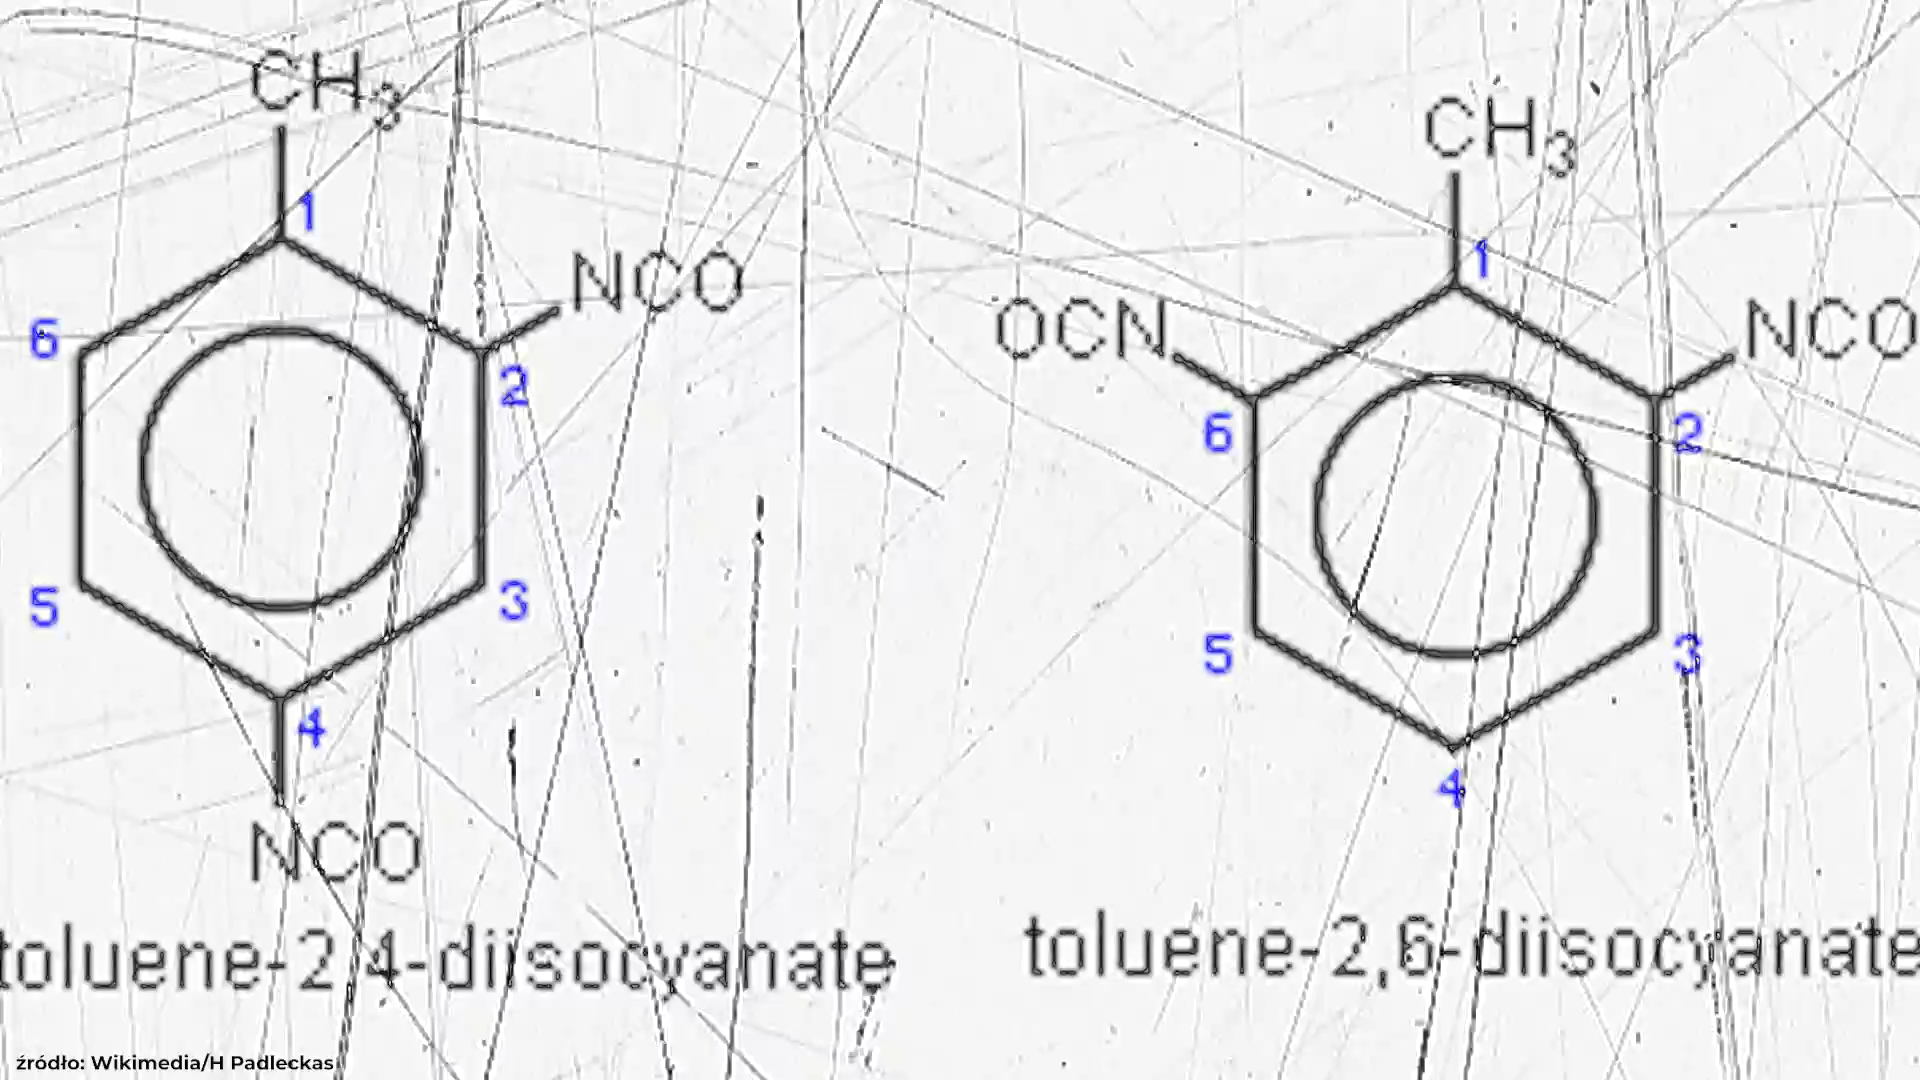 CH3
1
NCO
6
2
5
3
4
NCO
toluene-2,4-diisocyanate
CH3
1
OCN
NCO
6
2
5
3
4
toluene-2,6-diisocyanate
źródło: Wikimedia/H Padleckas